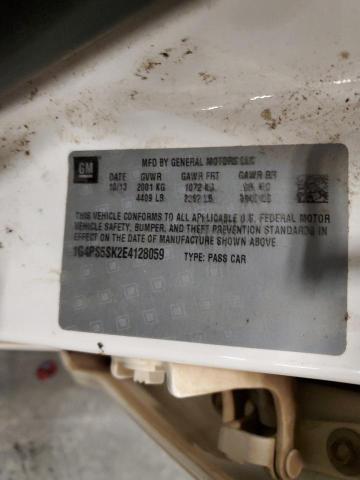 GM
MFD BY GENERAL MOTORS LLC
DATE GVWR GAWR FRT GAWR RR
10/13 2001 KG 1072 KG KG
4409 LB LB LB
THIS VEHICLE CONFORMS TO ALL APPLICABLE U.S. FEDERAL MOTOR
VEHICLE SAFETY, BUMPER, AND THEFT PREVENTION STANDARDS IN
EFFECT ON THE DATE OF MANUFACTURE SHOWN ABOVE.
1G4PS5SK2E4128059 TYPE: PASS CAR